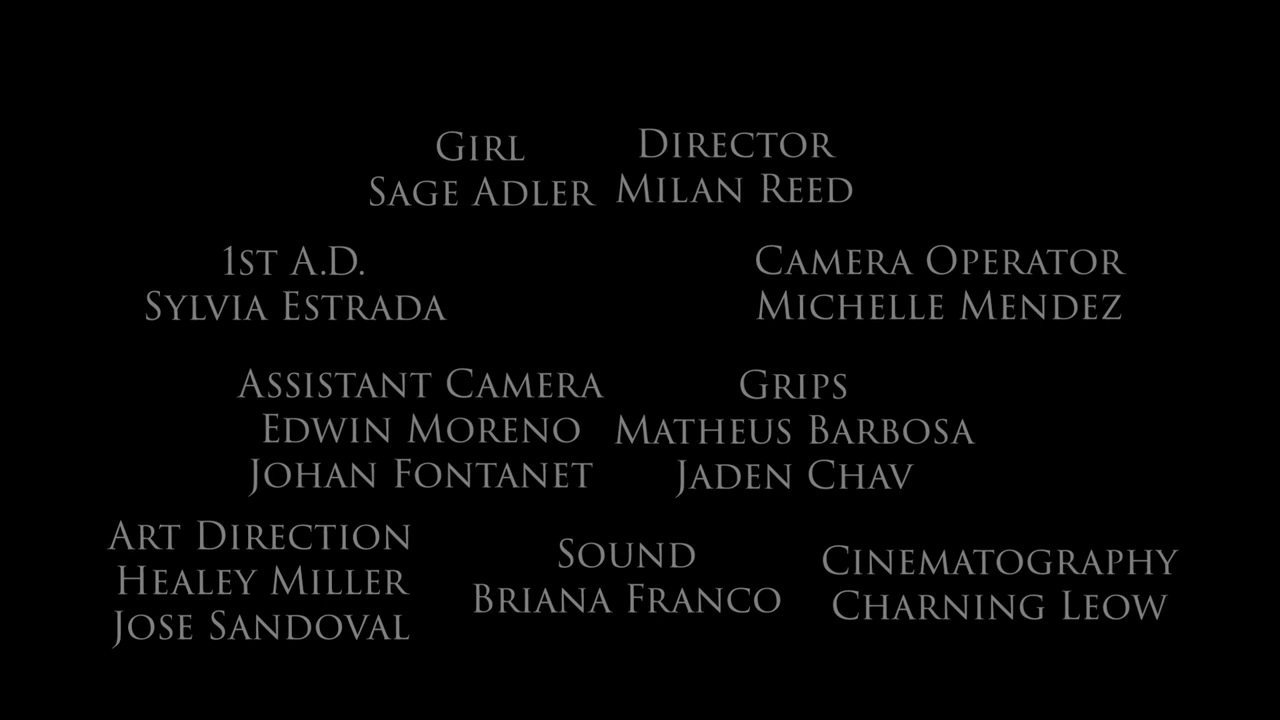 Girl
Sage Adler
Director
Milan Reed
1st A.D.
Sylvia Estrada
Camera Operator
Michelle Mendez
Assistant Camera
Edwin Moreno
Johan Fontanet
Grips
Matheus Barbosa
Jaden Chav
Art Direction
Healey Miller
Jose Sandoval
Sound
Briana Franco
Cinematography
Charning Leow